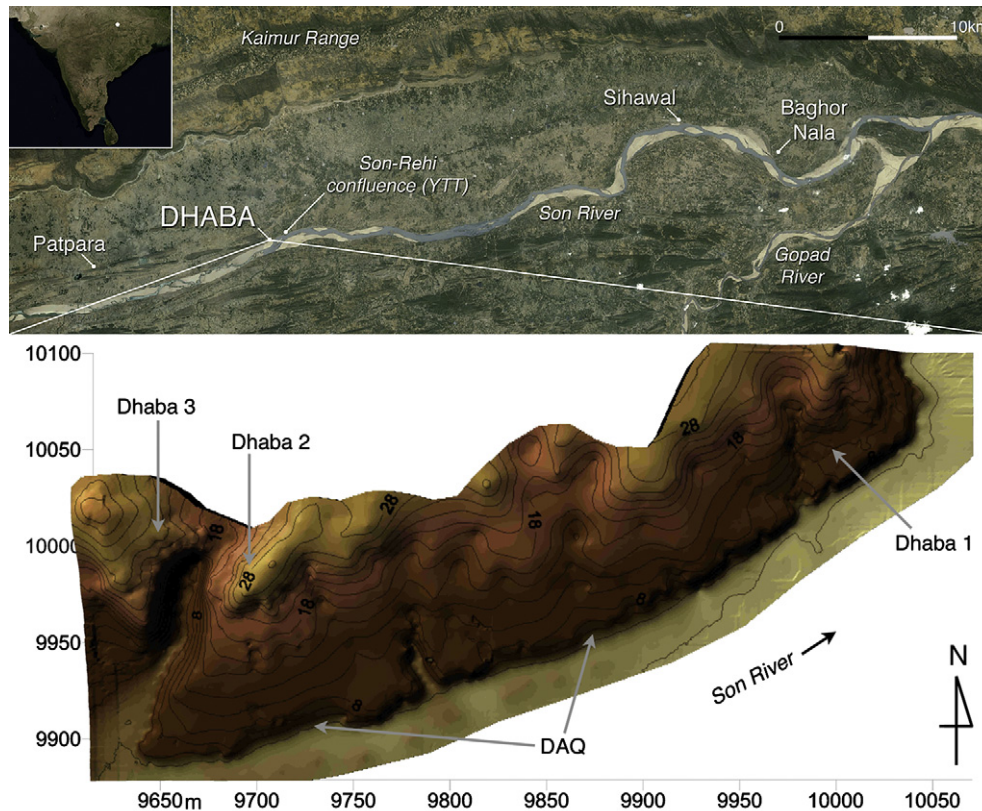 Kaimur Range
0 10km
Sihawal
Baghor
Nala
Son-Rehi
confluence (YTT)
DHABA
Son River
Patpara
Gopad
River
10100
Dhaba 3
Dhaba 2
28
10050
18
28
18
8
18
Dhaba 1
10000
28
18
8
8
9950
Son River
N
8
DAQ
9900
9650m 9700 9750 9800 9850 9900 9950 10000 10050